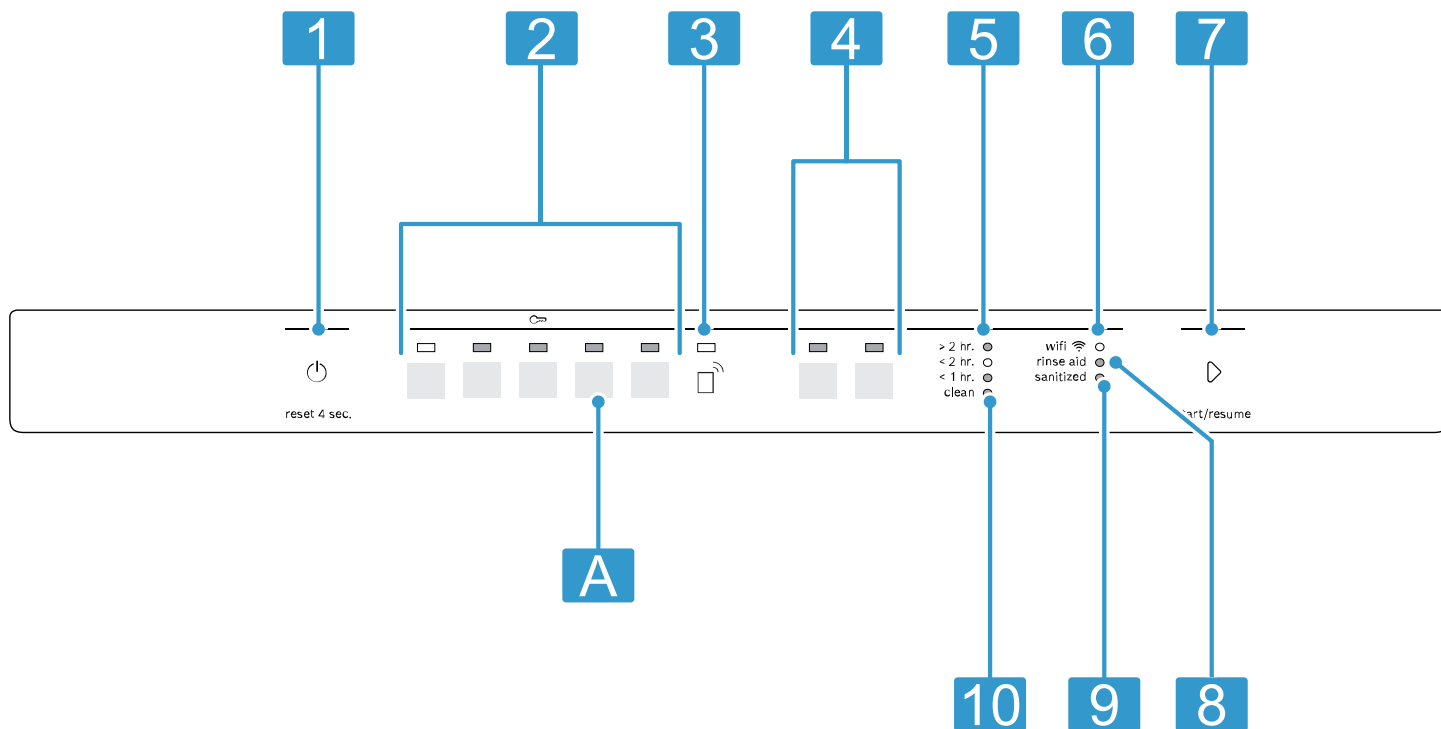 1 2 3 4 5 6 7
> 2 hr. wifi
< 2 hr. rinse aid
< 1 hr. sanitized
clean
reset 4 sec. art/resume
A
10 9 8